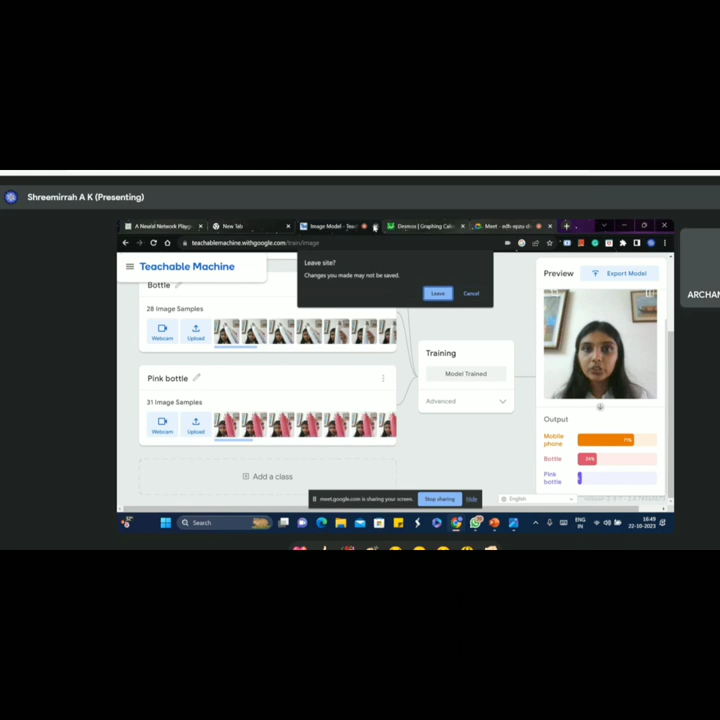 Shreemirrah A K (Presenting)
A Neural Network Playg
New Tab
Image Model - Teac
Desmos | Graphing Calc
Meet - edh
teachablemachine.withgoogle.com/train/image
Teachable Machine
Leave site?
Changes you made may not be saved.
Leave
Cancel
Preview
Export Model
ARCHAN
Bottle
28 Image Samples
Webcam
Upload
Training
Model Trained
Advanced
Pink bottle
31 Image Samples
Webcam
Upload
Output
Mobile
phone
71%
Bottle
24%
Pink
bottle
Add a class
meet.google.com is sharing your screen.
Stop sharing
Hide
English
Search
ENG
IN
16:49
22-10-2023